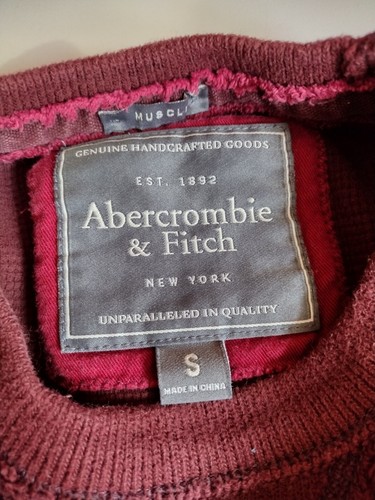 MUSCLE
GENUINE HANDCRAFTED GOODS
EST. 1892
Abercrombie
& Fitch
NEW YORK
UNPARALLELED IN QUALITY
S
MADE IN CHINA